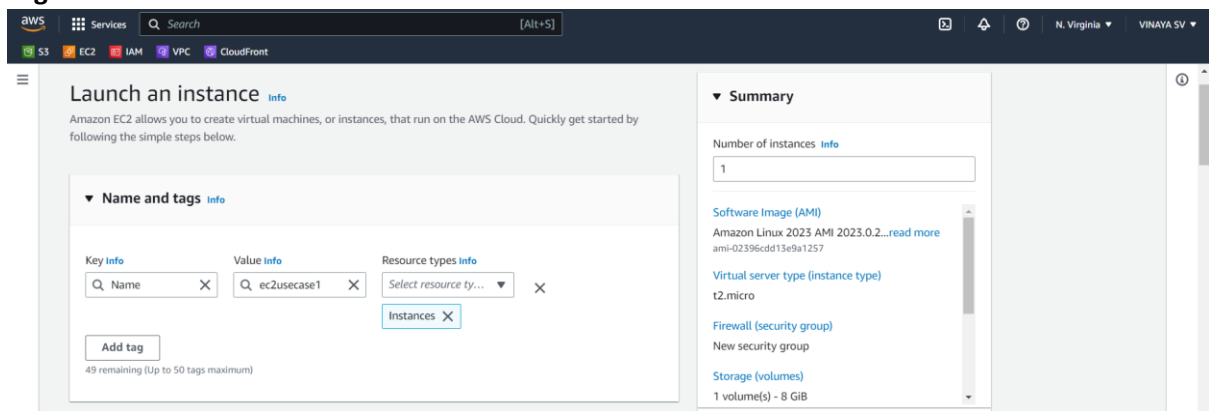 aws Services Search [Alt+S] N. Virginia VINAYA SV
S3 EC2 IAM VPC CloudFront
Launch an instance Info
Amazon EC2 allows you to create virtual machines, or instances, that run on the AWS Cloud. Quickly get started by
following the simple steps below.
Name and tags Info
Key Info Value Info Resource types Info
Name ec2usecase1 Select resource ty...
Instances
Add tag
49 remaining (Up to 50 tags maximum)
Summary
Number of instances Info
1
Software Image (AMI)
Amazon Linux 2023 AMI 2023.0.2...read more
ami-02396cdd13e9a1257
Virtual server type (instance type)
t2.micro
Firewall (security group)
New security group
Storage (volumes)
1 volume(s) - 8 GiB